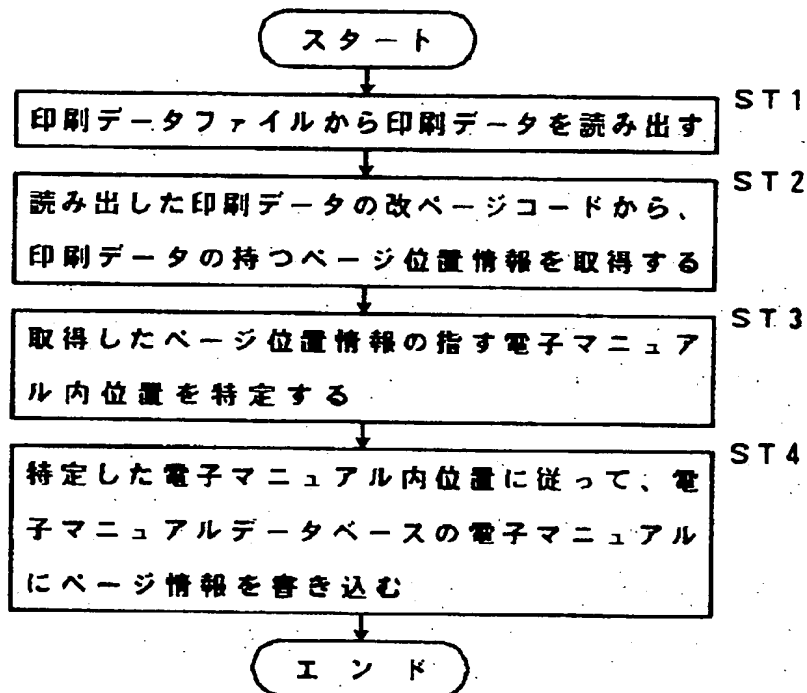 スタート
ST1
印刷データファイルから印刷データを読み出す
ST2
読み出した印刷データの改ページコードから、
印刷データの持つページ位置情報を取得する
ST3
取得したページ位置情報の指す電子マニュア
ル内位置を特定する
ST4
特定した電子マニュアル内位置に従って、電
子マニュアルデータベースの電子マニュアル
にページ情報を書き込む
エンド